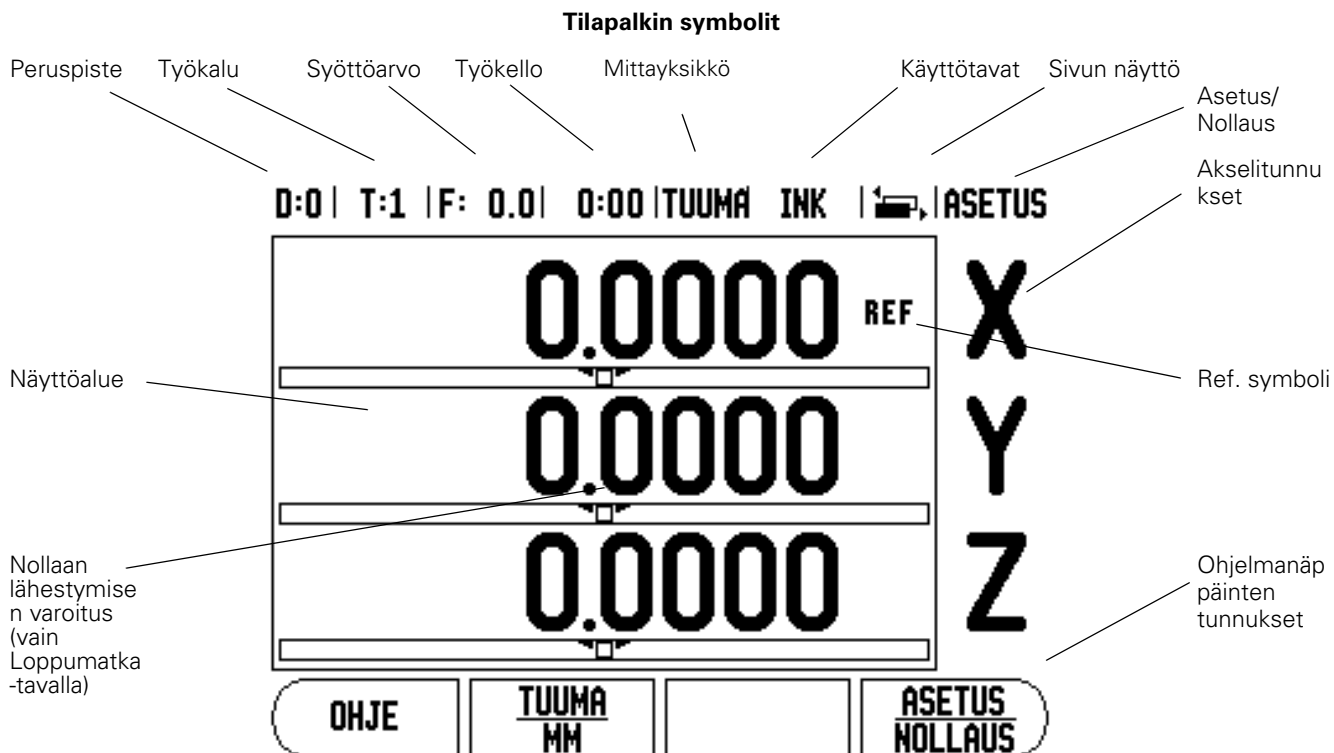 Tilapalkin symbolit
Peruspiste Työkalu Syöttöarvo Työkello Mittayksikkö Käyttötavat Sivun näyttö
Asetus/
Nollaus
D:0 | T:1 | F: 0.0 | 0:00 | TUUMA INK | | ASETUS
Akselitunnu
kset
0.0000 REF X
Näyttöalue
Ref. symboli
0.0000 Y
Nollaan
lähestymise
n varoitus
(vain
Loppumatka
-tavalla)
0.0000 Z
Ohjelmanäp
päinten
tunnukset
OHJE TUUMA ASETUS
MM NOLLAUS